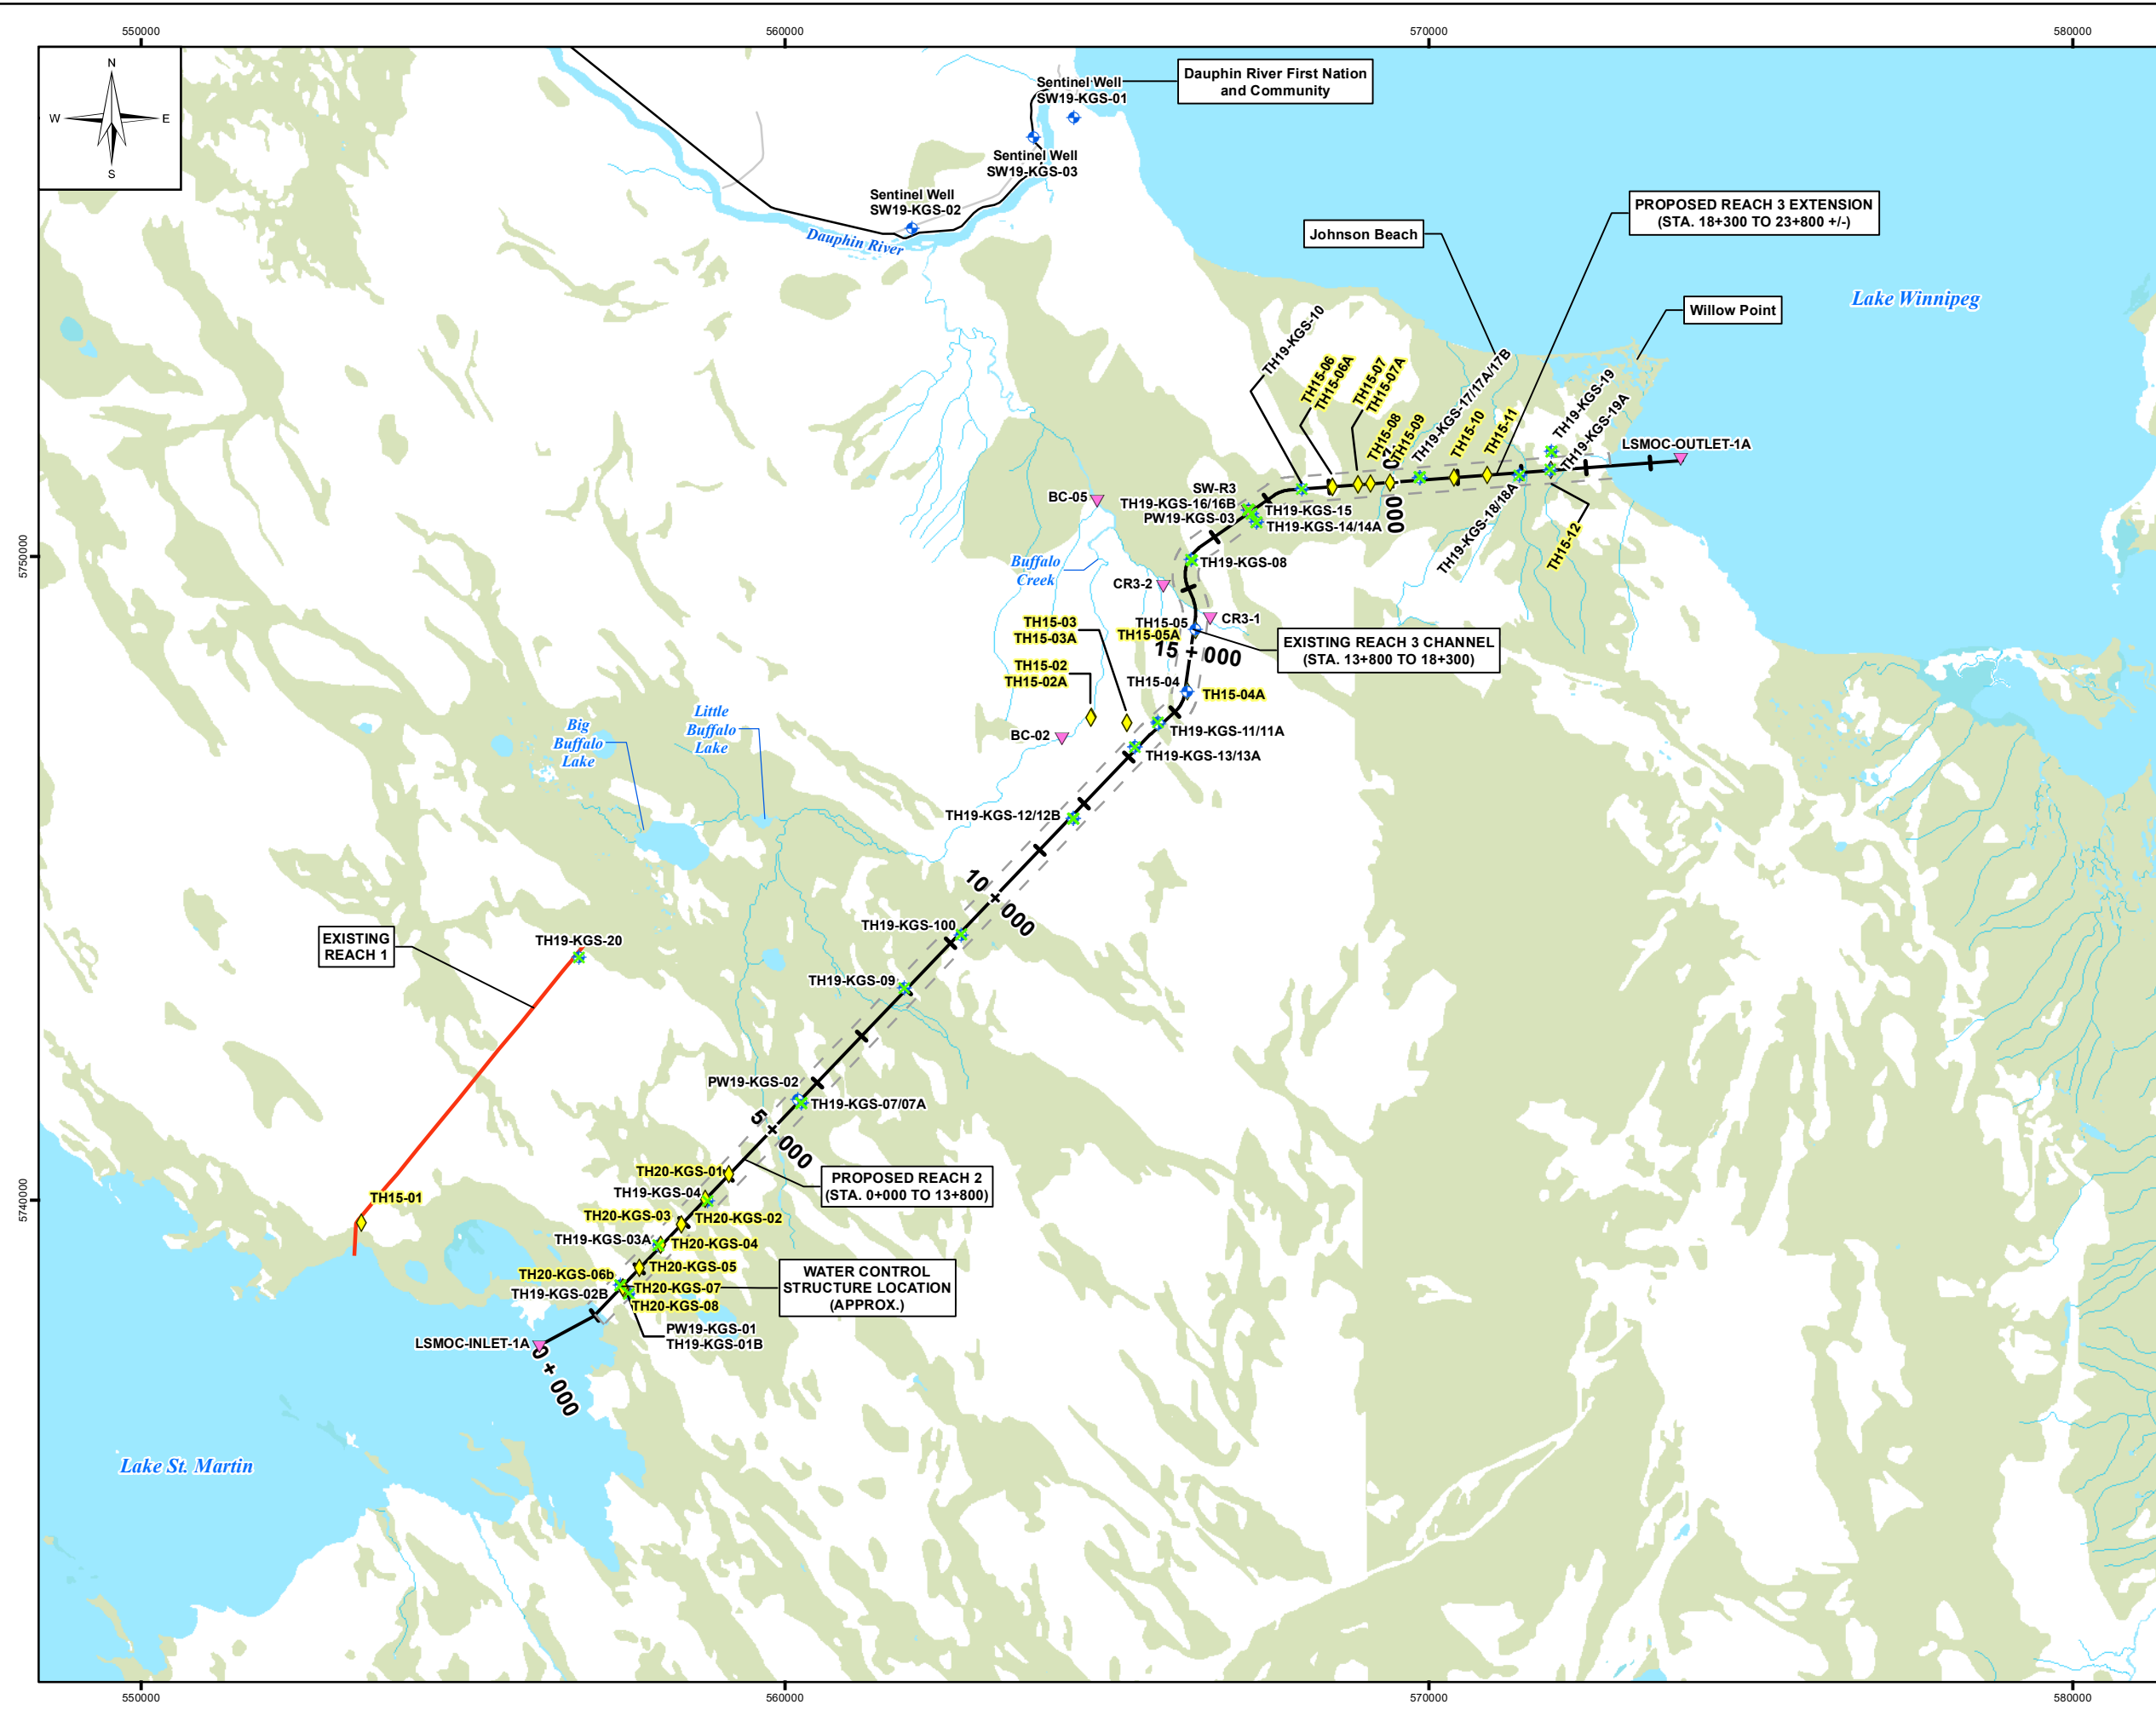 550000
560000
570000
580000
N
W
E
S
Sentinel Well
SW19-KGS-01
Dauphin River First Nation
and Community
Sentinel Well
SW19-KGS-03
Sentinel Well
SW19-KGS-02
Dauphin River
PROPOSED REACH 3 EXTENSION
(STA. 18+300 TO 23+800 +/-)
Johnson Beach
Lake Winnipeg
Willow Point
TH19-KGS-10
TH15-06
TH15-06A
TH15-07
TH15-07A
TH15-08
TH15-09
TH19-KGS-17/17A/17B
TH15-10
TH15-11
TH19-KGS-19
TH19-KGS-19A
LSMOC-OUTLET-1A
TH19-KGS-18/18A
TH15-12
000
BC-05
SW-R3
TH19-KGS-16/16B
PW19-KGS-03
TH19-KGS-15
TH19-KGS-14/14A
5750000
Buffalo
Creek
TH19-KGS-08
CR3-2
CR3-1
TH15-03
TH15-03A
TH15-05
TH15-05A
15 + 000
EXISTING REACH 3 CHANNEL
(STA. 13+800 TO 18+300)
TH15-02
TH15-02A
TH15-04
TH15-04A
BC-02
TH19-KGS-11/11A
TH19-KGS-13/13A
Big
Buffalo
Lake
Little
Buffalo
Lake
TH19-KGS-12/12B
10 + 000
TH19-KGS-100
EXISTING
REACH 1
TH19-KGS-20
TH19-KGS-09
PW19-KGS-02
TH19-KGS-07/07A
5 + 000
TH20-KGS-01
PROPOSED REACH 2
(STA. 0+000 TO 13+800)
5740000
TH15-01
TH19-KGS-04
TH20-KGS-03
TH20-KGS-02
TH19-KGS-03A
TH20-KGS-04
TH20-KGS-05
TH20-KGS-06b
TH20-KGS-07
TH19-KGS-02B
TH20-KGS-08
WATER CONTROL
STRUCTURE LOCATION
(APPROX.)
PW19-KGS-01
TH19-KGS-01B
LSMOC-INLET-1A
0 + 000
Lake St. Martin
550000
560000
570000
580000